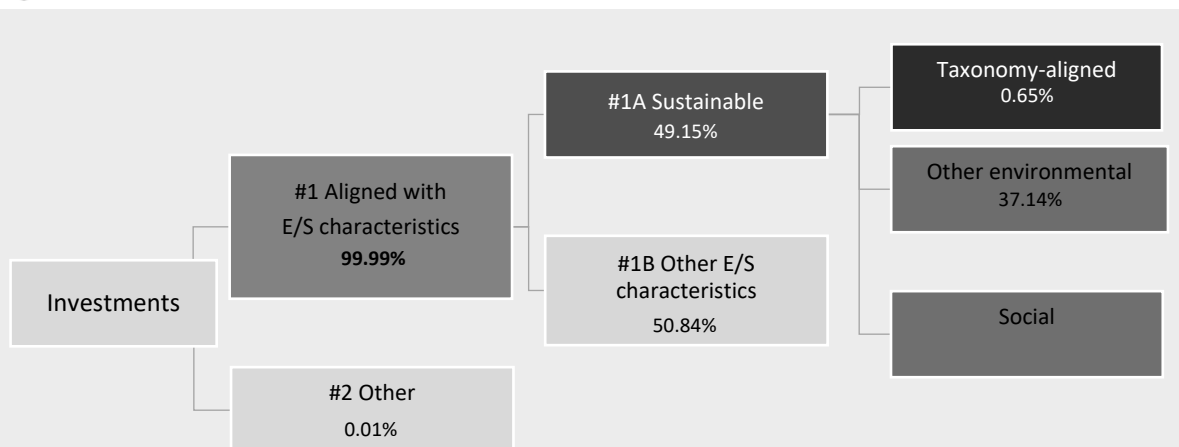 Investments
#1 Aligned with
E/S characteristics
99.99%
#2 Other
0.01%
#1A Sustainable
49.15%
#1B Other E/S
characteristics
50.84%
Taxonomy-aligned
0.65%
Other environmental
37.14%
Social